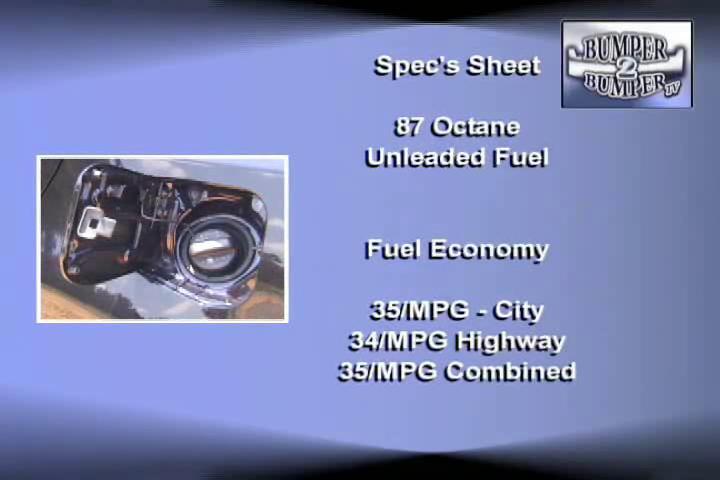 Spec's Sheet
BUMPER
2
BUMPER TV
87 Octane
Unleaded Fuel
Fuel Economy
35/MPG - City
34/MPG Highway
35/MPG Combined